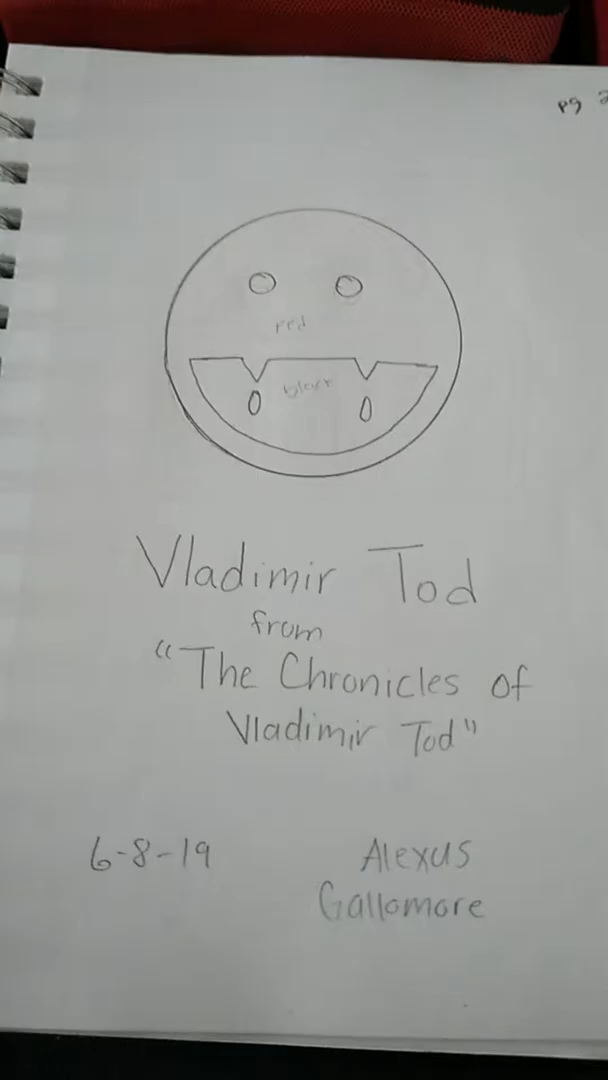 pg 2
red
black
Vladimir Tod
from
"The Chronicles of
Vladimir Tod"
6-8-19
Alexus
Gallomore